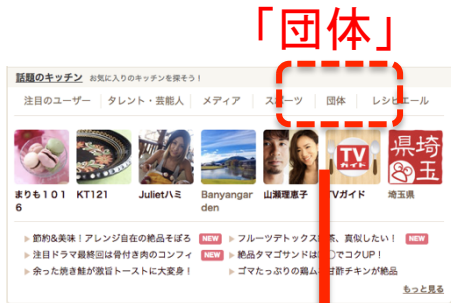 「団体」
話題のキッチン お気に入りのキッチンを探そう！
注目のユーザー タレント・芸能人 メディア スポーツ 団体 レシピエール
TV
ガイド
県埼
玉
まりも１０１６ KT121 Julietハミ Banyangarden 山瀬理恵子 TVガイド 埼玉県
節約&美味！アレンジ自在の絶品そぼろ NEW
フルーツデトックス 茶、真似したい！ NEW
注目ドラマ最終回は骨付き肉のコンフィ NEW
絶品タマゴサンドは 〇でコクUP！
余った焼き鮭が激旨トーストに大変身！
ゴマたっぷりの鶏ム 甘酢チキンが絶品
もっと見る